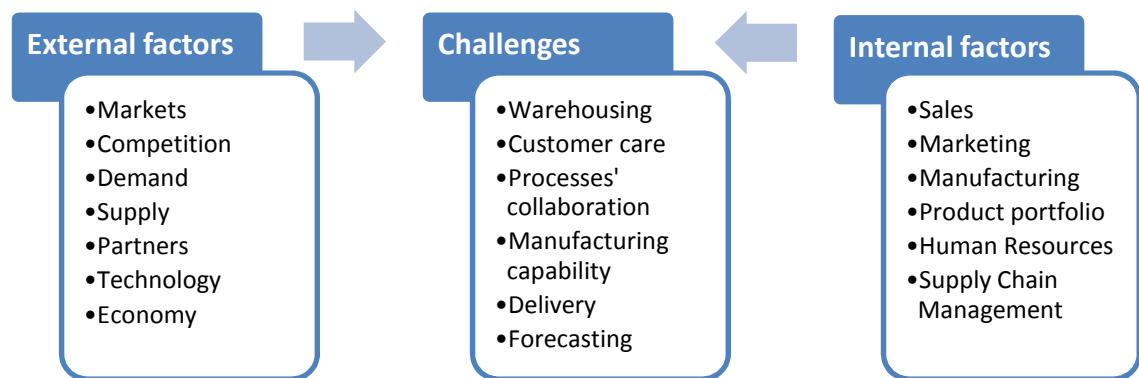 External factors
•Markets
•Competition
•Demand
•Supply
•Partners
•Technology
•Economy
Challenges
•Warehousing
•Customer care
•Processes'
collaboration
•Manufacturing
capability
•Delivery
•Forecasting
Internal factors
•Sales
•Marketing
•Manufacturing
•Product portfolio
•Human Resources
•Supply Chain
Management